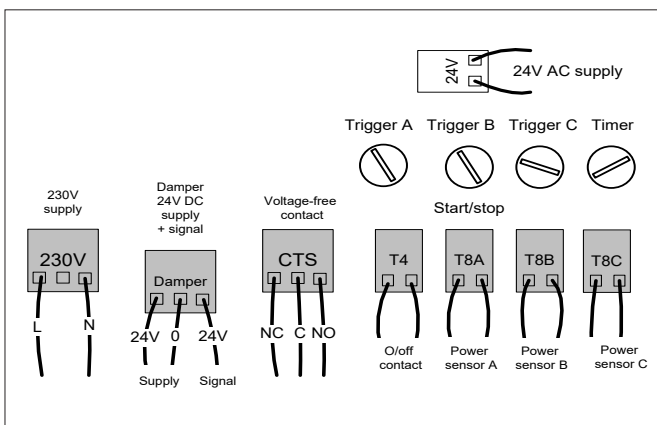 24V
24V AC supply
Trigger A Trigger B Trigger C Timer
Start/stop
230V
supply
Damper
24V DC
supply
+ signal
Voltage-free
contact
230V
Damper
CTS
T4
T8A
T8B
T8C
L
N
24V 0 24V
Supply Signal
NC C NO
O/off
contact
Power
sensor A
Power
sensor B
Power
sensor C